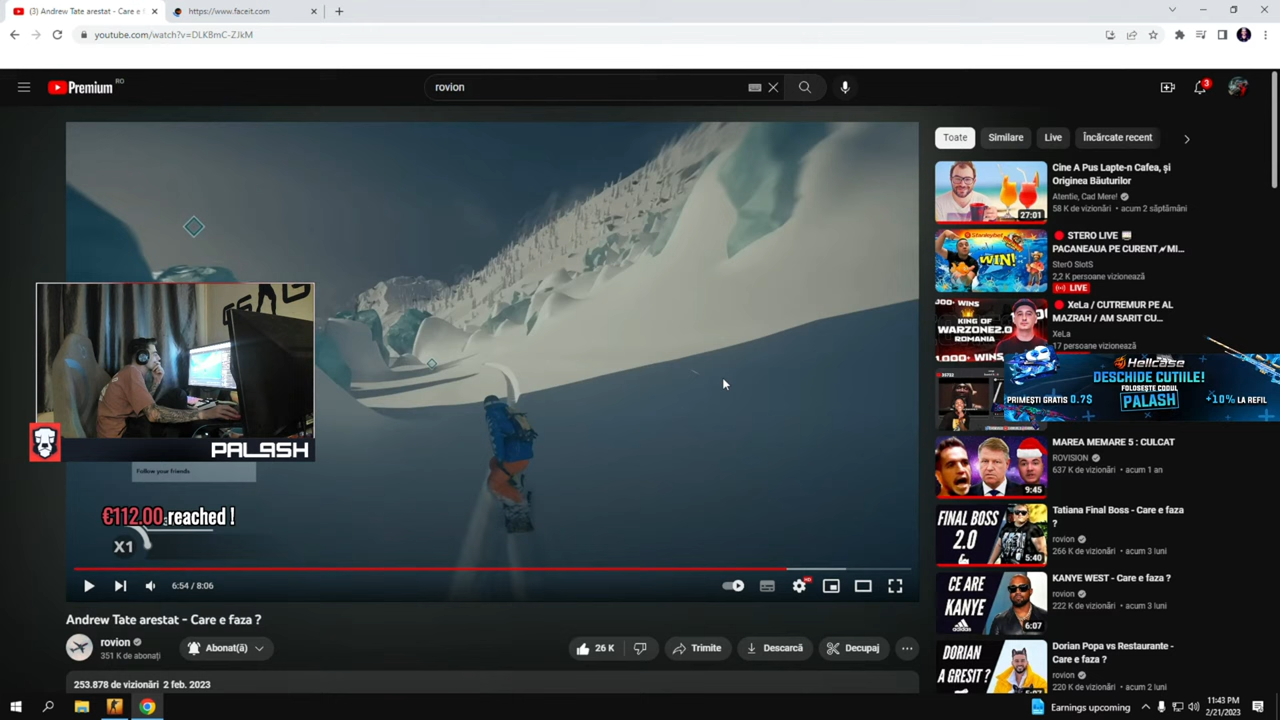 (3) Andrew Tate arestat - Care e f
https://www.faceit.com
youtube.com/watch?v=DLK8mC-ZJkM
Premium RO
rovion
3
Toate
Similare
Live
Încărcate recent
Cine A Pus Lapte-n Cafea, și
Originea Băuturilor
Atentie, Cad Mere!
58 K de vizionări • acum 2 săptămâni
27:01
STERO LIVE
PACANEAUA PE CURENT⚡MI...
SterO SlotS
2,2 K persoane vizionează
LIVE
WIN!
XeLa / CUTREMUR PE AL
MAZRAH / AM SARIT CU...
XeLa
17 persoane vizionează
KING OF
WARZONE2.0
ROMANIA
Hellcase
DESCHIDE CUTIILE!
FOLOSEȘTE CODUL
PRIMEȘTI GRATIS 0.7$
PALASH
+10% LA REFIL
MAREA MEMARE 5 : CULCAT
ROVISION
637 K de vizionări • acum 1 an
9:45
Tatiana Final Boss - Care e faza
?
rovion
266 K de vizionări • acum 3 luni
FINAL BOSS
2.0
5:40
KANYE WEST - Care e faza ?
rovion
222 K de vizionări • acum 3 luni
CE ARE
KANYE
adidas
6:07
Dorian Popa vs Restaurante -
Care e faza ?
rovion
220 K de vizionări • acum 2 luni
DORIAN
A GREȘIT ?
PALASH
Follow your friends
€112.00 reached !
X1
6:54 / 8:06
HD
Andrew Tate arestat - Care e faza ?
rovion
351 K de abonați
Abonat(ă)
26 K
Trimite
Descarcă
Decupaj
253.878 de vizionări 2 feb. 2023
Earnings upcoming
11:43 PM
2/21/2023